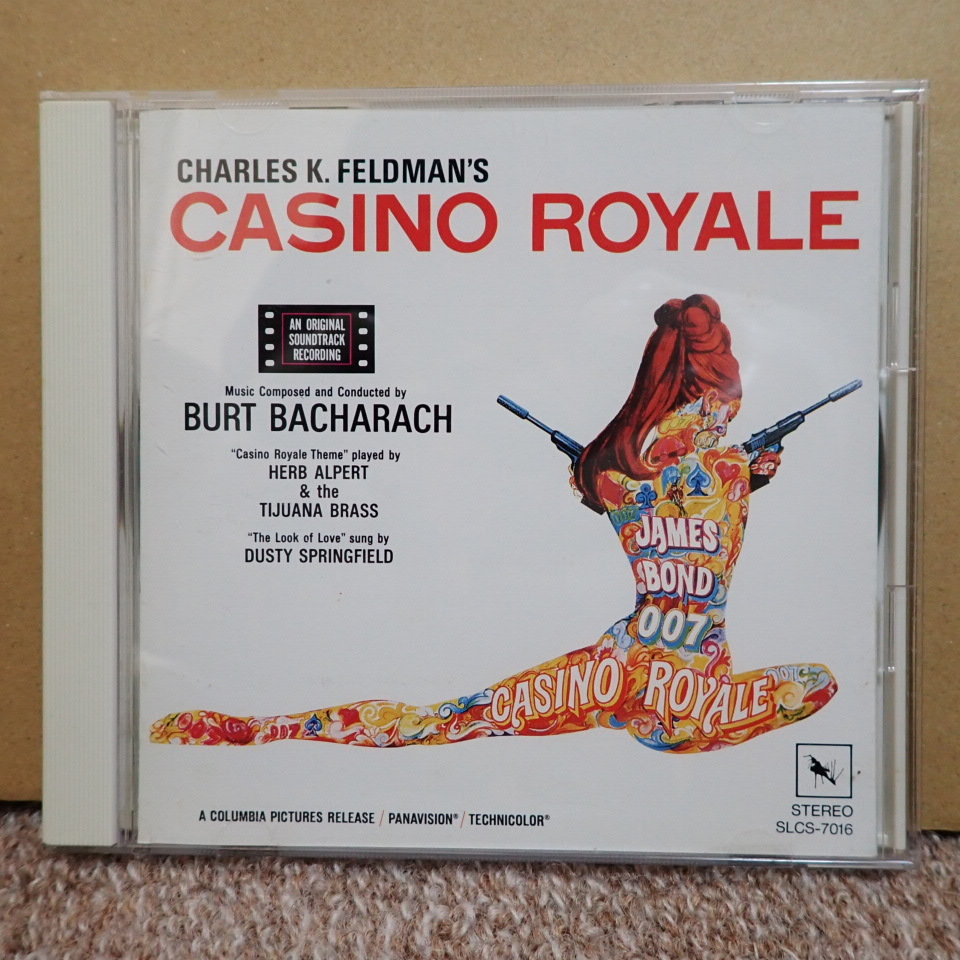 CHARLES K. FELDMAN'S
CASINO ROYALE
AN ORIGINAL
SOUNDTRACK
RECORDING
Music Composed and Conducted by
BURT BACHARACH
"Casino Royale Theme" played by
HERB ALPERT
& the
TIJUANA BRASS
"The Look of Love" sung by
DUSTY SPRINGFIELD
JAMES
BOND
007
CASINO ROYALE
007
007
A COLUMBIA PICTURES RELEASE / PANAVISION® / TECHNICOLOR®
STEREO
SLCS-7016